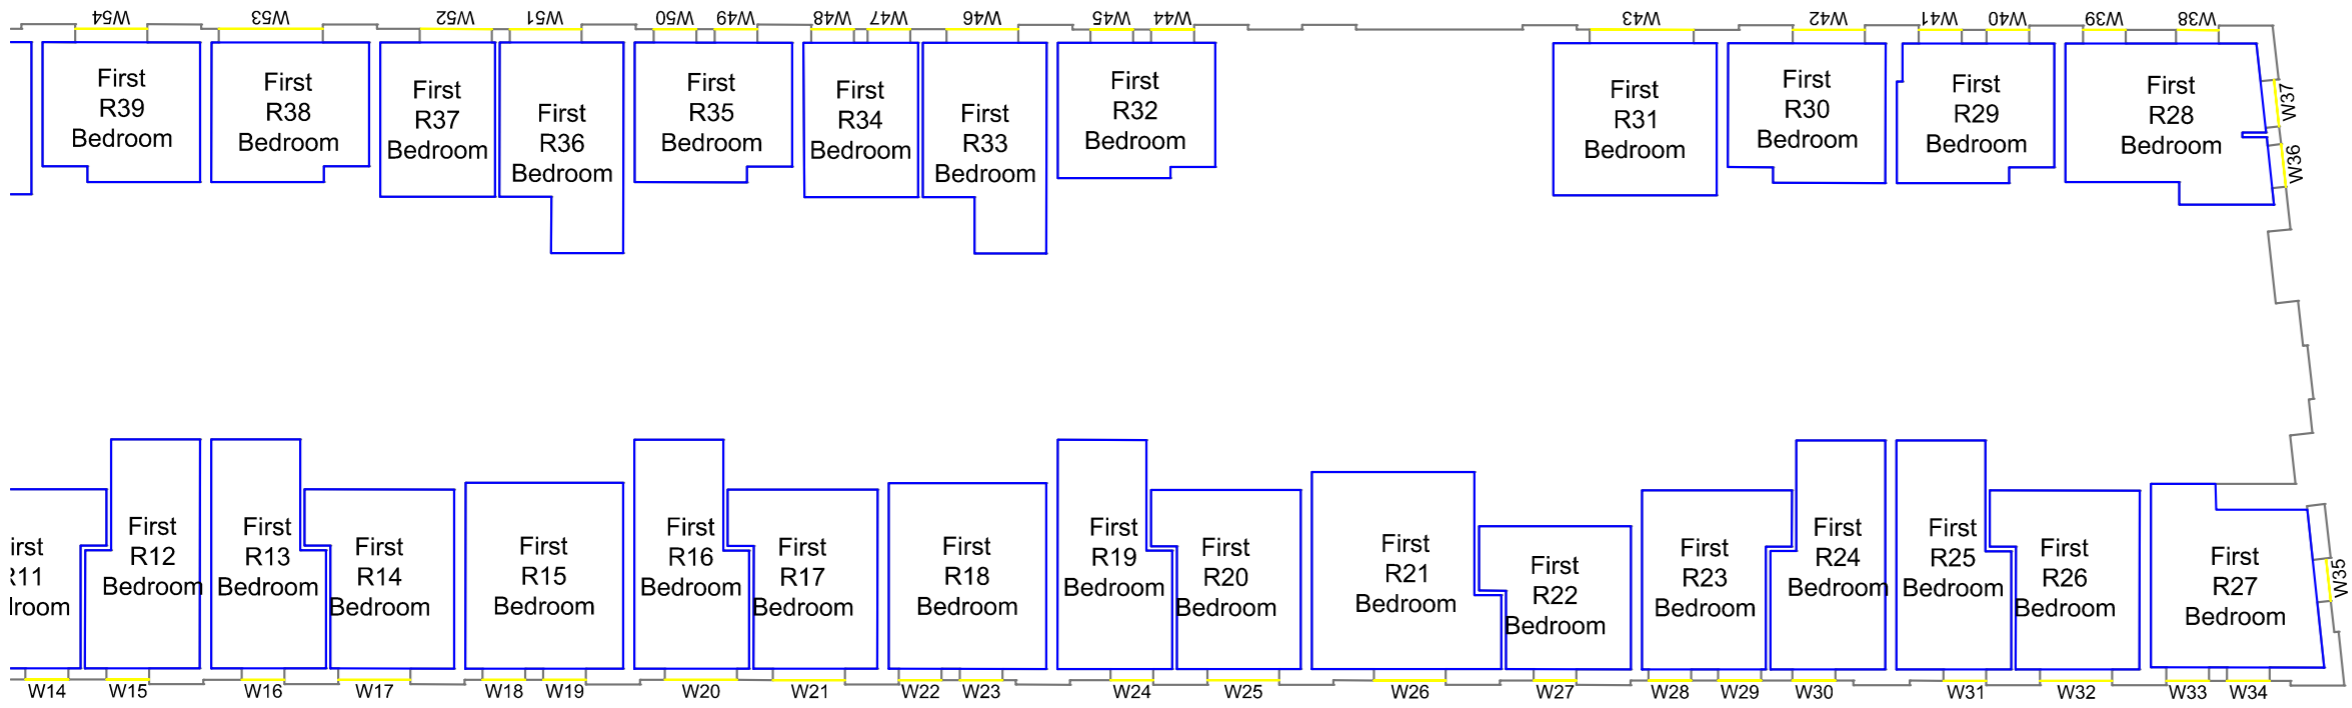 W54 W53 W52 W51 W50 W49 W48 W47 W46 W45 W44 W43 W42 W41 W40 W39 W38
First
R39
Bedroom
First
R38
Bedroom
First
R37
Bedroom
First
R36
Bedroom
First
R35
Bedroom
First
R34
Bedroom
First
R33
Bedroom
First
R32
Bedroom
First
R31
Bedroom
First
R30
Bedroom
First
R29
Bedroom
First
R28
Bedroom
W37
W36
irst
R11
droom
First
R12
Bedroom
First
R13
Bedroom
First
R14
Bedroom
First
R15
Bedroom
First
R16
Bedroom
First
R17
Bedroom
First
R18
Bedroom
First
R19
Bedroom
First
R20
Bedroom
First
R21
Bedroom
First
R22
Bedroom
First
R23
Bedroom
First
R24
Bedroom
First
R25
Bedroom
First
R26
Bedroom
First
R27
Bedroom
W35
W14 W15 W16 W17 W18 W19 W20 W21 W22 W23 W24 W25 W26 W27 W28 W29 W30 W31 W32 W33 W34